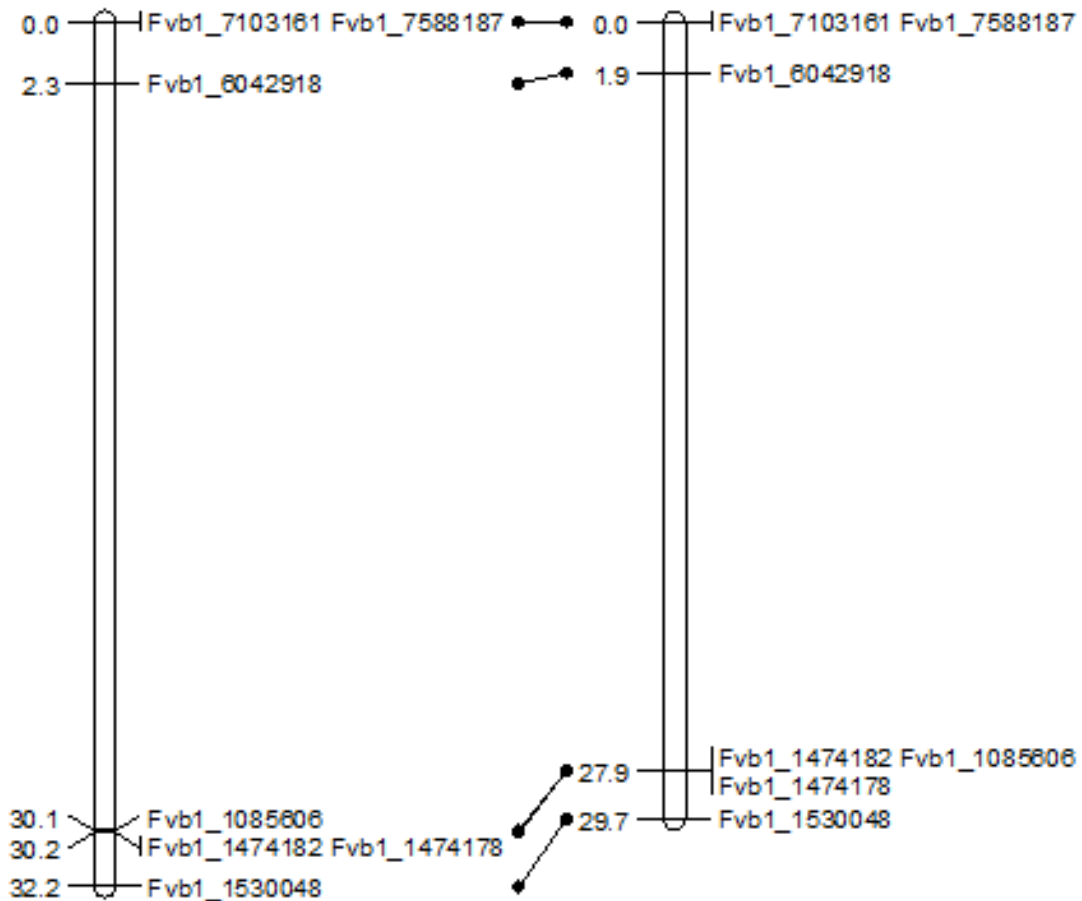 0.0 Fvb1_7103161 Fvb1_7588187 0.0 Fvb1_7103161 Fvb1_7588187
2.3 Fvb1_6042918 1.9 Fvb1_6042918
27.9 Fvb1_1474182 Fvb1_1085606
Fvb1_1474178
30.1 Fvb1_1085606 29.7 Fvb1_1530048
30.2 Fvb1_1474182 Fvb1_1474178
32.2 Fvb1_1530048